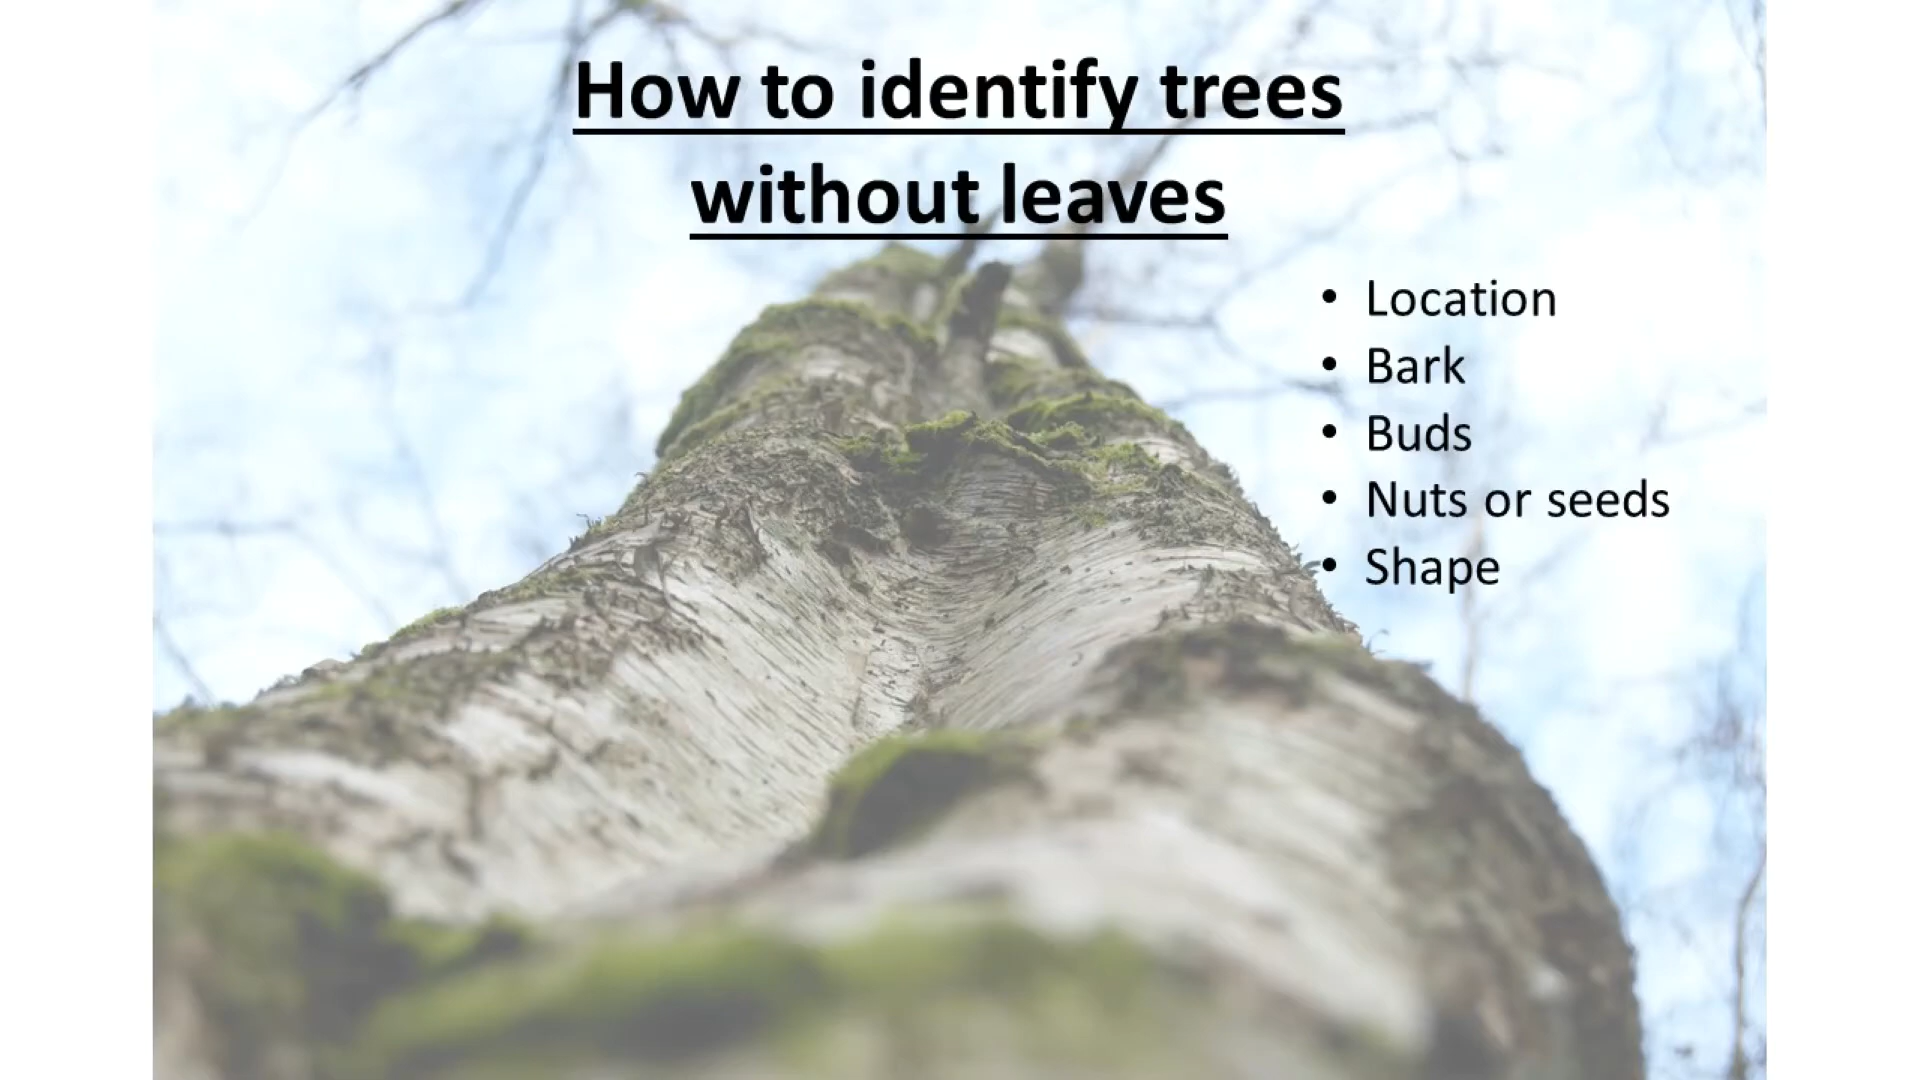 How to identify trees
without leaves
• Location
• Bark
• Buds
• Nuts or seeds
• Shape